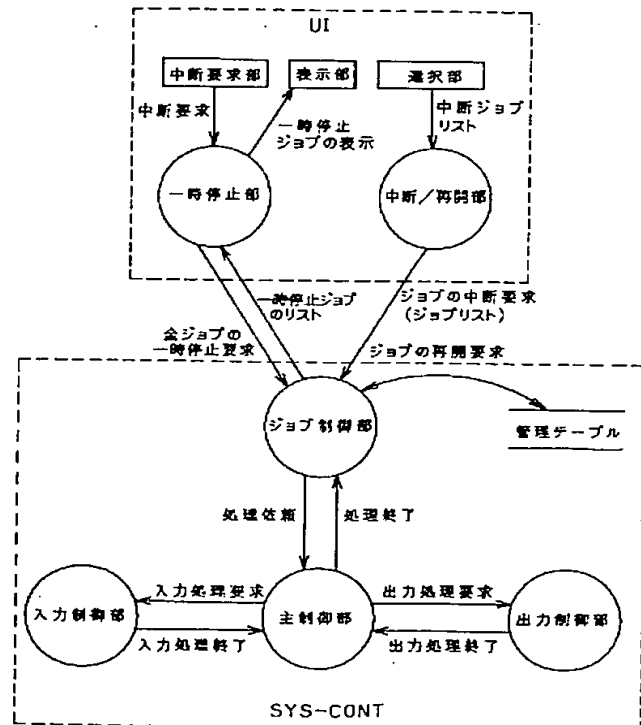 UI
中断要求部
表示部
選択部
中断要求
一時停止
ジョブの表示
中断ジョブ
リスト
一時停止部
中断／再開部
一時停止ジョブ
のリスト
ジョブの中断要求
(ジョブリスト)
全ジョブの
一時停止要求
ジョブの再開要求
ジョブ制御部
管理テーブル
処理依頼
処理終了
入力処理要求
出力処理要求
入力制御部
主制御部
出力制御部
入力処理終了
出力処理終了
SYS-CONT